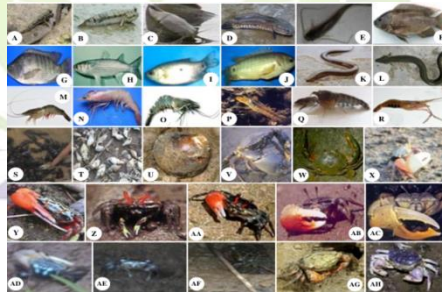 A B C D E F
G H I J K L
M N O P Q R
S T U V W X
Y Z AA AB AC
AD AE AF AG AH